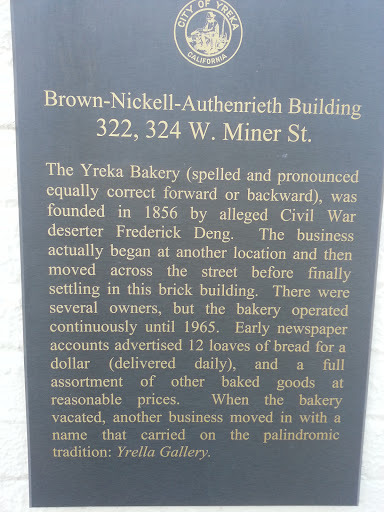 CITY OF YREKA
CALIFORNIA
Brown-Nickell-Authenrieth Building
322, 324 W. Miner St.
The Yreka Bakery (spelled and pronounced
equally correct forward or backward), was
founded in 1856 by alleged Civil War
deserter Frederick Deng. The business
actually began at another location and then
moved across the street before finally
settling in this brick building. There were
several owners, but the bakery operated
continuously until 1965. Early newspaper
accounts advertised 12 loaves of bread for a
dollar (delivered daily), and a full
assortment of other baked goods at
reasonable prices. When the bakery
vacated, another business moved in with a
name that carried on the palindromic
tradition: Yrella Gallery.